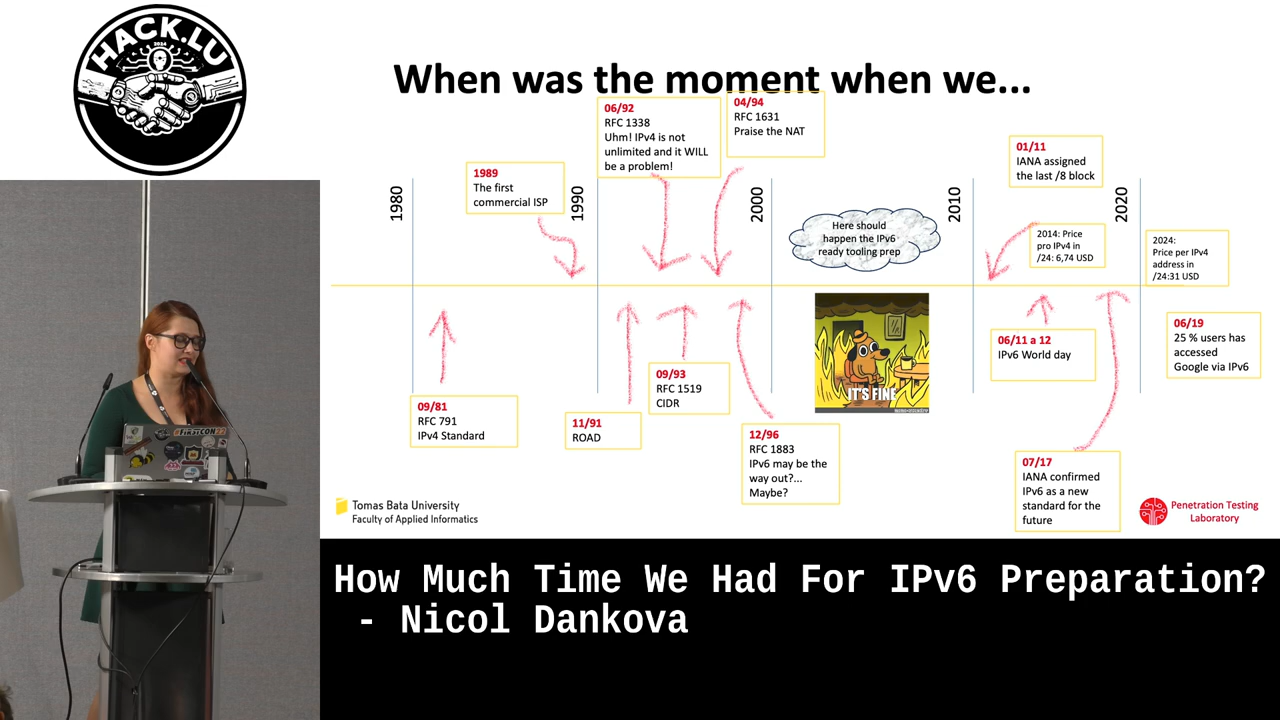 HACK.LU
2024
When was the moment when we...
06/92
RFC 1338
Uhm! IPv4 is not
unlimited and it WILL
be a problem!
04/94
RFC 1631
Praise the NAT
01/11
IANA assigned
the last /8 block
1989
The first
commercial ISP
1980
1990
2000
2010
2020
Here should
happen the IPv6
ready tooling prep
2014: Price
pro IPv4 in
/24: 6,74 USD
2024:
Price per IPv4
address in
/24:31 USD
IT'S FINE
06/11 a 12
IPv6 World day
06/19
25 % users has
accessed
Google via IPv6
09/93
RFC 1519
CIDR
09/81
RFC 791
IPv4 Standard
11/91
ROAD
12/96
RFC 1883
IPv6 may be the
way out?...
Maybe?
07/17
IANA confirmed
IPv6 as a new
standard for the
future
Tomas Bata University
Faculty of Applied Informatics
Penetration Testing
Laboratory
#FIRSTCON22
How Much Time We Had For IPv6 Preparation?
- Nicol Dankova